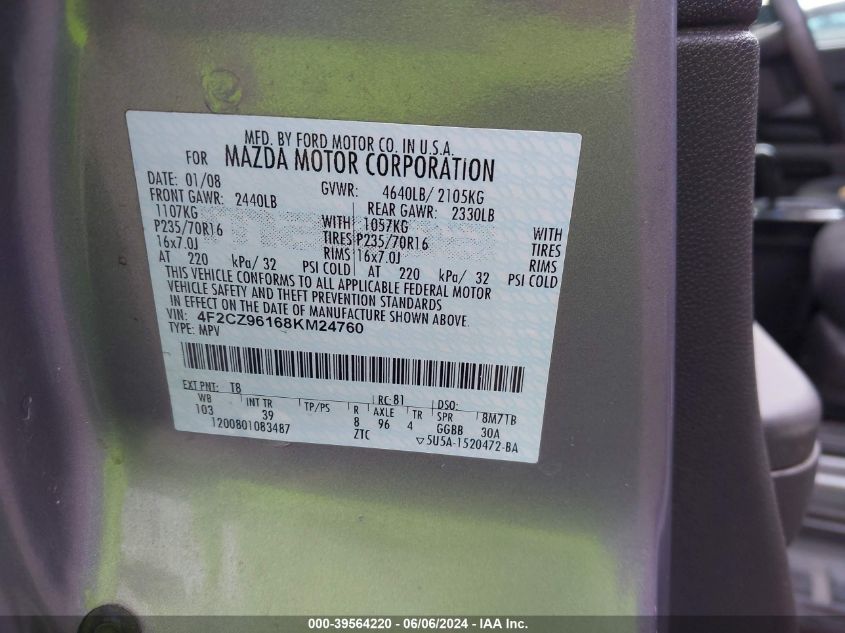 MFD. BY FORD MOTOR CO. IN U.S.A.
FOR MAZDA MOTOR CORPORATION
DATE: 01/08 GVWR: 4640LB/ 2105KG
FRONT GAWR: 2440LB REAR GAWR: 2330LB
1107KG WITH 1057KG WITH
P235/70R16 TIRES P235/70R16 TIRES
16x7.0J RIMS 16x7.0J RIMS
AT 220 kPa/ 32 PSI COLD AT 220 kPa/ 32 PSI COLD
THIS VEHICLE CONFORMS TO ALL APPLICABLE FEDERAL MOTOR
VEHICLE SAFETY AND THEFT PREVENTION STANDARDS
IN EFFECT ON THE DATE OF MANUFACTURE SHOWN ABOVE.
VIN: 4F2CZ96168KM24760
TYPE: MPV
EXT PNT: T8 RC: 81 DSO:
WB INT TR TP/PS R AXLE TR SPR 8M7TB
103 39 8 96 4 GGBB 30A
1200801083487 ZTC 5U5A-1520472-BA
000-39564220 - 06/06/2024 - IAA Inc.